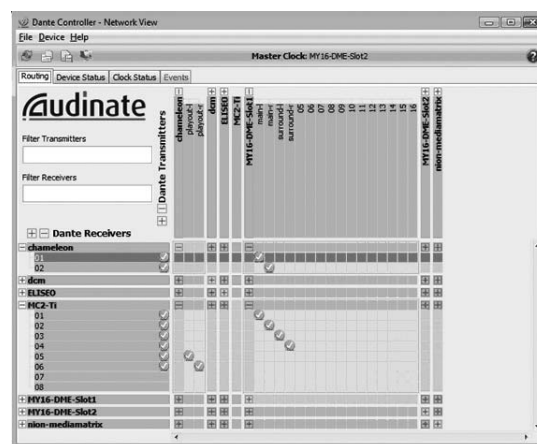 Dante Controller - Network View
File Device Help
Master Clock: MY16-DME-Slot2
Routing Device Status Clock Status Events
Audinate
Filter Transmitters
Filter Receivers
Dante Transmitters
chameleon
playout-l
playout-r
dcm
ELISEO
MC2-Ti
MY16-DME-Slot1
main-l
main-r
surround-l
surround-r
05
06
07
08
09
10
11
12
13
14
15
16
MY16-DME-Slot2
nion-mediamatrix
Dante Receivers
chameleon
01
02
dcm
ELISEO
MC2-Ti
01
02
03
04
05
06
07
08
MY16-DME-Slot1
MY16-DME-Slot2
nion-mediamatrix